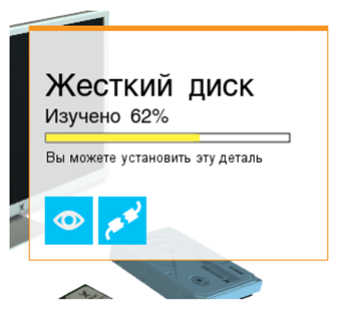 Жесткий диск
Изучено 62%
Вы можете установить эту деталь